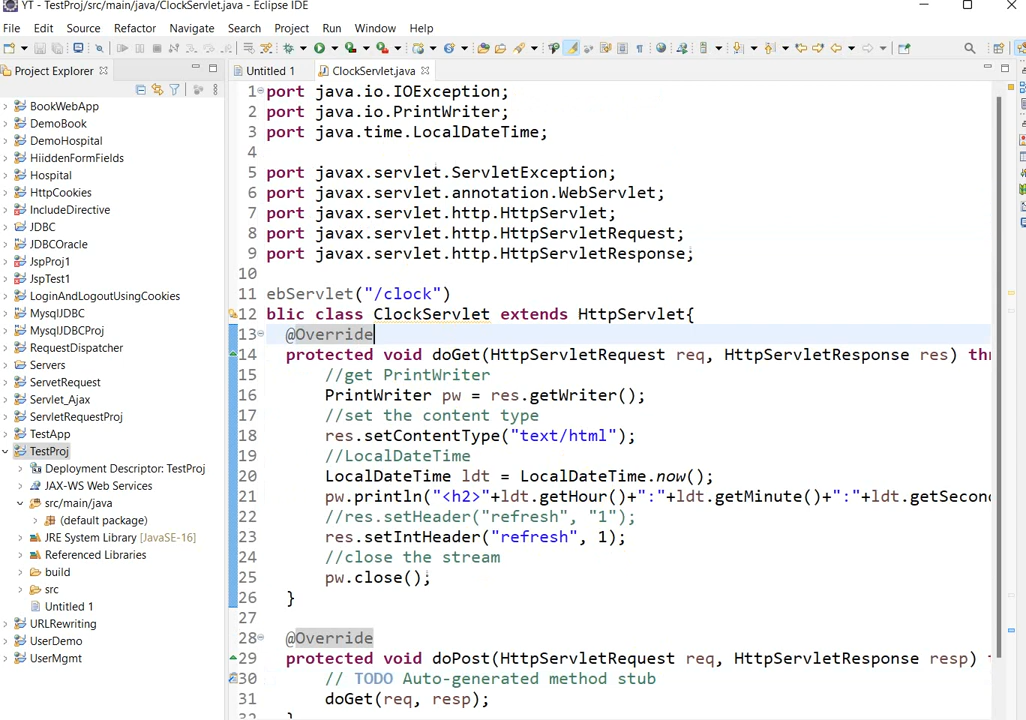 YT - TestProj/src/main/java/ClockServlet.java - Eclipse IDE
File Edit Source Refactor Navigate Search Project Run Window Help
Project Explorer
Untitled 1 ClockServlet.java
BookWebApp
DemoBook
DemoHospital
HiiddenFormFields
Hospital
HttpCookies
IncludeDirective
JDBC
JDBCOracle
JspProj1
JspTest1
LoginAndLogoutUsingCookies
MysqlJDBC
MysqlJDBCProj
RequestDispatcher
Servers
ServetRequest
Servlet_Ajax
ServletRequestProj
TestApp
TestProj
Deployment Descriptor: TestProj
JAX-WS Web Services
src/main/java
(default package)
JRE System Library [JavaSE-16]
Referenced Libraries
build
src
Untitled 1
URLRewriting
UserDemo
UserMgmt
1 port java.io.IOException;
2 port java.io.PrintWriter;
3 port java.time.LocalDateTime;
4
5 port javax.servlet.ServletException;
6 port javax.servlet.annotation.WebServlet;
7 port javax.servlet.http.HttpServlet;
8 port javax.servlet.http.HttpServletRequest;
9 port javax.servlet.http.HttpServletResponse;
10
11 ebServlet("/clock")
12 blic class ClockServlet extends HttpServlet{
13 @Override
14 protected void doGet(HttpServletRequest req, HttpServletResponse res) thr
15 //get PrintWriter
16 PrintWriter pw = res.getWriter();
17 //set the content type
18 res.setContentType("text/html");
19 //LocalDateTime
20 LocalDateTime ldt = LocalDateTime.now();
21 pw.println("<h2>"+ldt.getHour()+":"+ldt.getMinute()+":"+ldt.getSecon
22 //res.setHeader("refresh", "1");
23 res.setIntHeader("refresh", 1);
24 //close the stream
25 pw.close();
26 }
27
28 @Override
29 protected void doPost(HttpServletRequest req, HttpServletResponse resp)
30 // TODO Auto-generated method stub
31 doGet(req, resp);
32 }